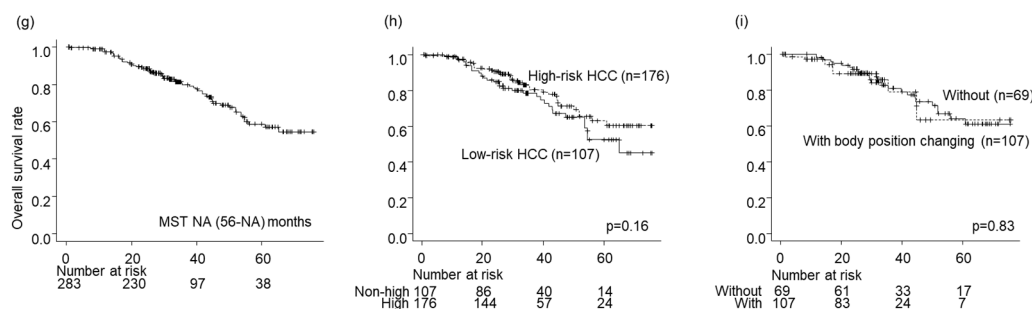 (g)
Overall survival rate
1.0
0.8
0.6
0.4
0.2
0.0
MST NA (56-NA) months
0 20 40 60
Number at risk
283 230 97 38
(h)
1.0
0.8
0.6
0.4
0.2
0.0
High-risk HCC (n=176)
Low-risk HCC (n=107)
p=0.16
0 20 40 60
Number at risk
Non-high 107 86 40 14
High 176 144 57 24
(i)
1.0
0.8
0.6
0.4
0.2
0.0
Without (n=69)
With body position changing (n=107)
p=0.83
0 20 40 60
Number at risk
Without 69 61 33 17
With 107 83 24 7